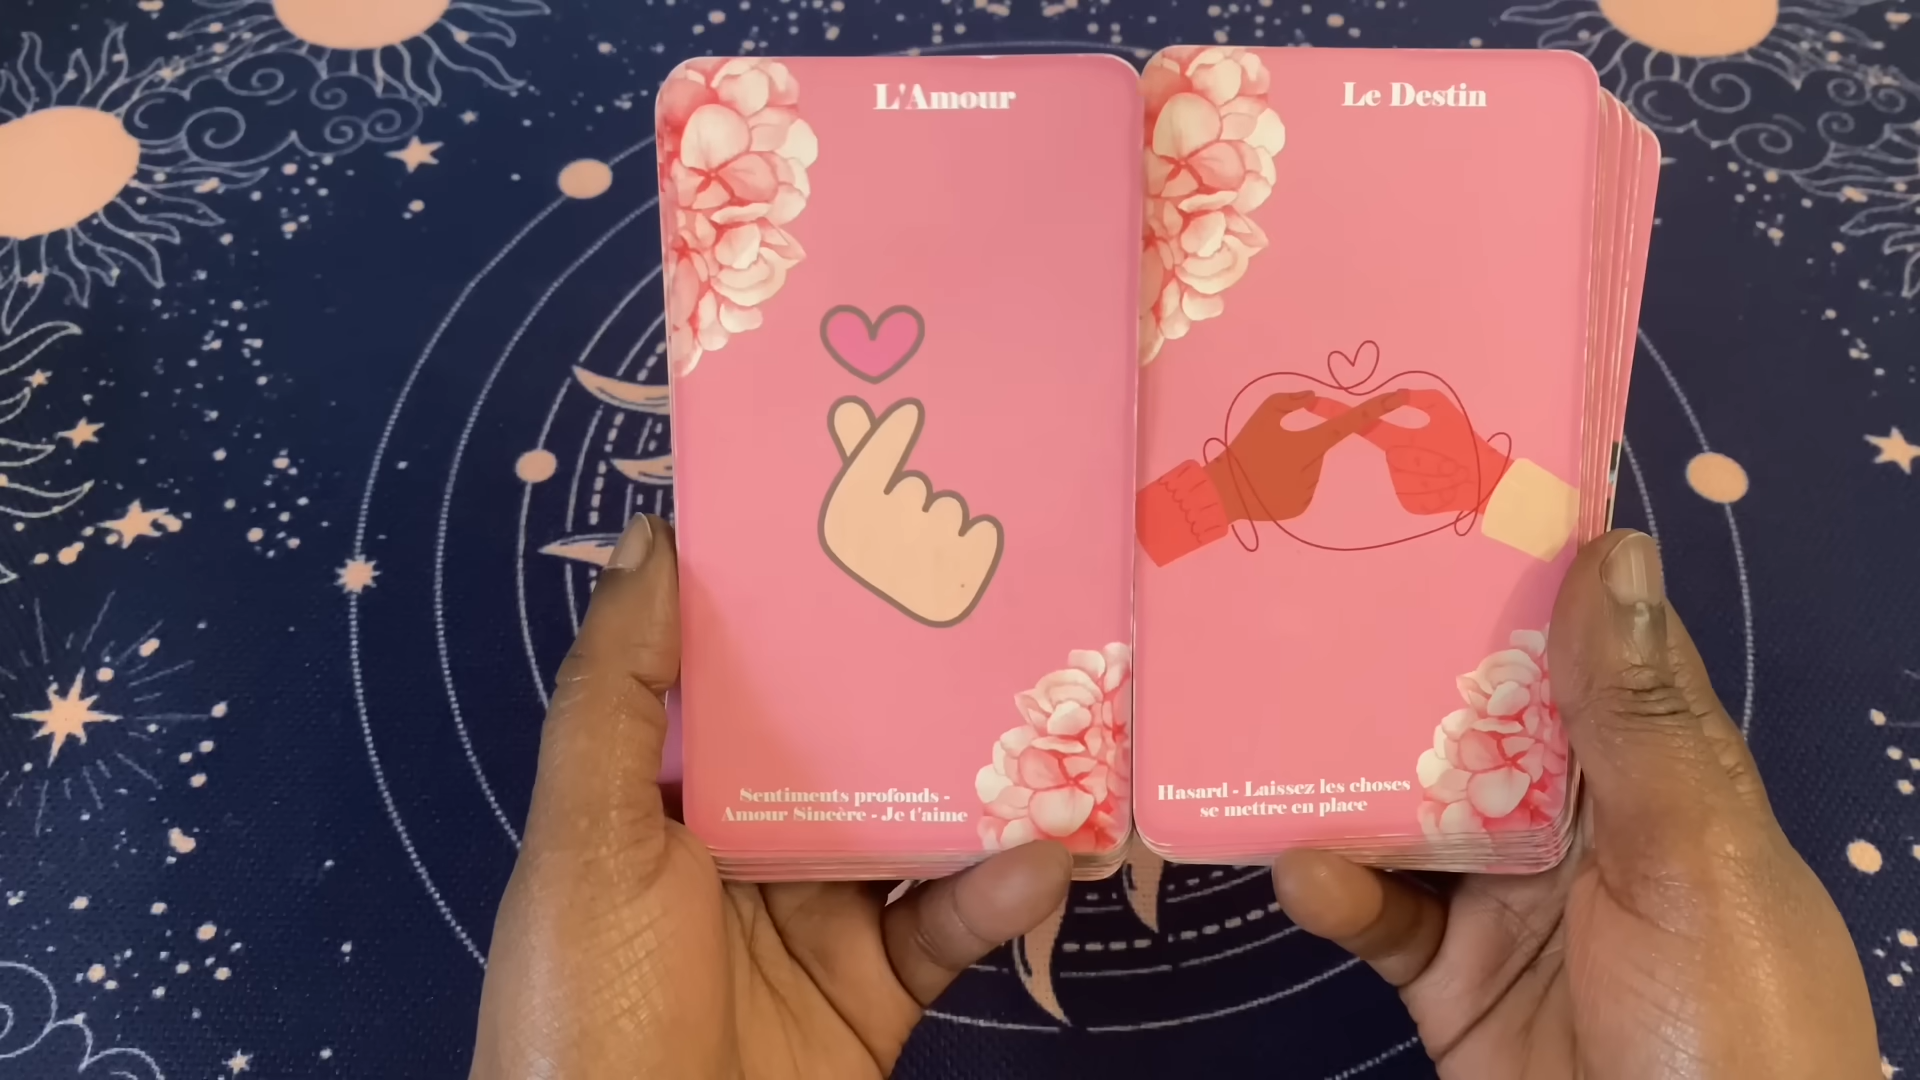 L'Amour
Sentiments profonds -
Amour Sincère - Je t'aime
Le Destin
Hasard - Laissez les choses
se mettre en place